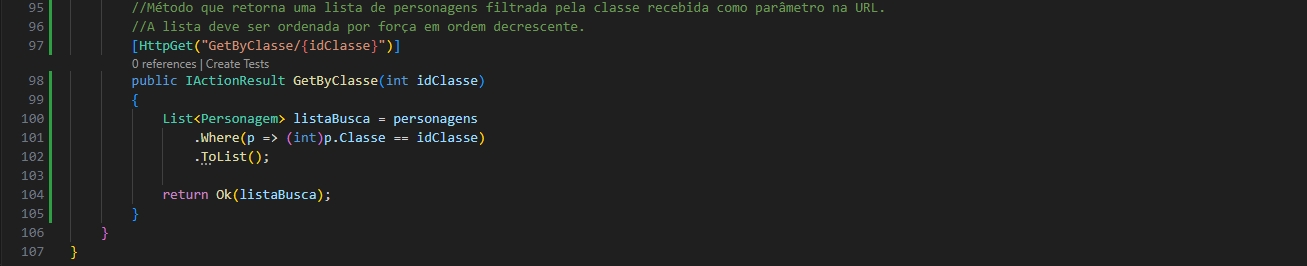 95 //Método que retorna uma lista de personagens filtrada pela classe recebida como parâmetro na URL.
96 //A lista deve ser ordenada por força em ordem decrescente.
97 [HttpGet("GetByClasse/{idClasse}")]
0 references | Create Tests
98 public IActionResult GetByClasse(int idClasse)
99 {
100 List<Personagem> listaBusca = personagens
101 .Where(p => (int)p.Classe == idClasse)
102 .ToList();
103
104 return Ok(listaBusca);
105 }
106 }
107 }